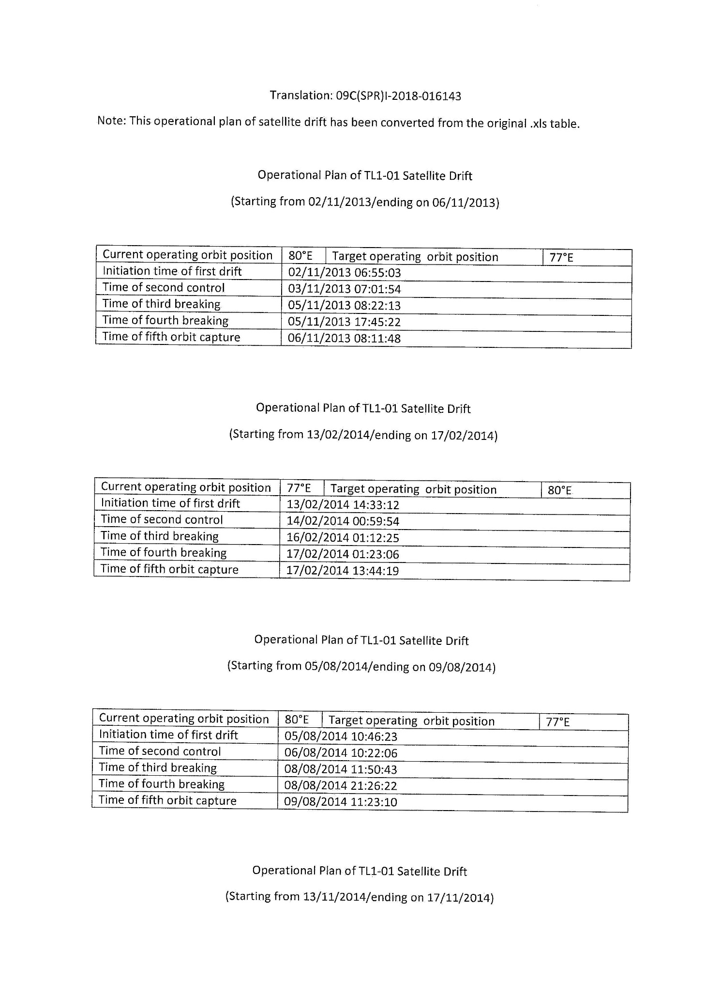 Translation: 09C(SPR)I-2018-016143
Note: This operational plan of satellite drift has been converted from the original .xls table.
Operational Plan of TL1-01 Satellite Drift
(Starting from 02/11/2013/ending on 06/11/2013)
Current operating orbit position 80°E Target operating orbit position 77°E
Initiation time of first drift 02/11/2013 06:55:03
Time of second control 03/11/2013 07:01:54
Time of third breaking 05/11/2013 08:22:13
Time of fourth breaking 05/11/2013 17:45:22
Time of fifth orbit capture 06/11/2013 08:11:48
Operational Plan of TL1-01 Satellite Drift
(Starting from 13/02/2014/ending on 17/02/2014)
Current operating orbit position 77°E Target operating orbit position 80°E
Initiation time of first drift 13/02/2014 14:33:12
Time of second control 14/02/2014 00:59:54
Time of third breaking 16/02/2014 01:12:25
Time of fourth breaking 17/02/2014 01:23:06
Time of fifth orbit capture 17/02/2014 13:44:19
Operational Plan of TL1-01 Satellite Drift
(Starting from 05/08/2014/ending on 09/08/2014)
Current operating orbit position 80°E Target operating orbit position 77°E
Initiation time of first drift 05/08/2014 10:46:23
Time of second control 06/08/2014 10:22:06
Time of third breaking 08/08/2014 11:50:43
Time of fourth breaking 08/08/2014 21:26:22
Time of fifth orbit capture 09/08/2014 11:23:10
Operational Plan of TL1-01 Satellite Drift
(Starting from 13/11/2014/ending on 17/11/2014)